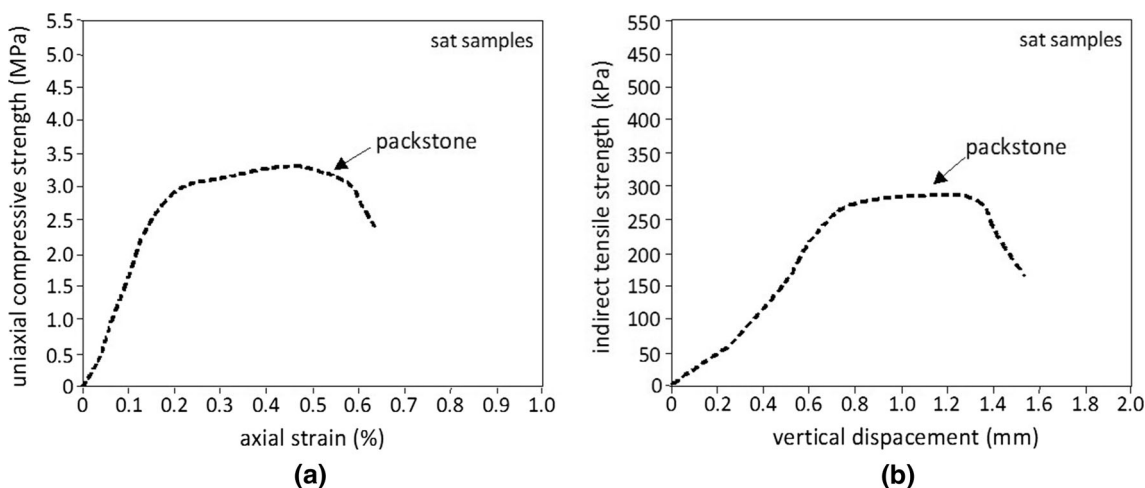 5.5
5.0
4.5
4.0
3.5
3.0
2.5
2.0
1.5
1.0
0.5
0
uniaxial compressive strength (MPa)
sat samples
packstone
0 0.1 0.2 0.3 0.4 0.5 0.6 0.7 0.8 0.9 1.0
axial strain (%)
(a)
550
500
450
400
350
300
250
200
150
100
50
0
indirect tensile strength (kPa)
sat samples
packstone
0 0.2 0.4 0.6 0.8 1.0 1.2 1.4 1.6 1.8 2.0
vertical dispacement (mm)
(b)